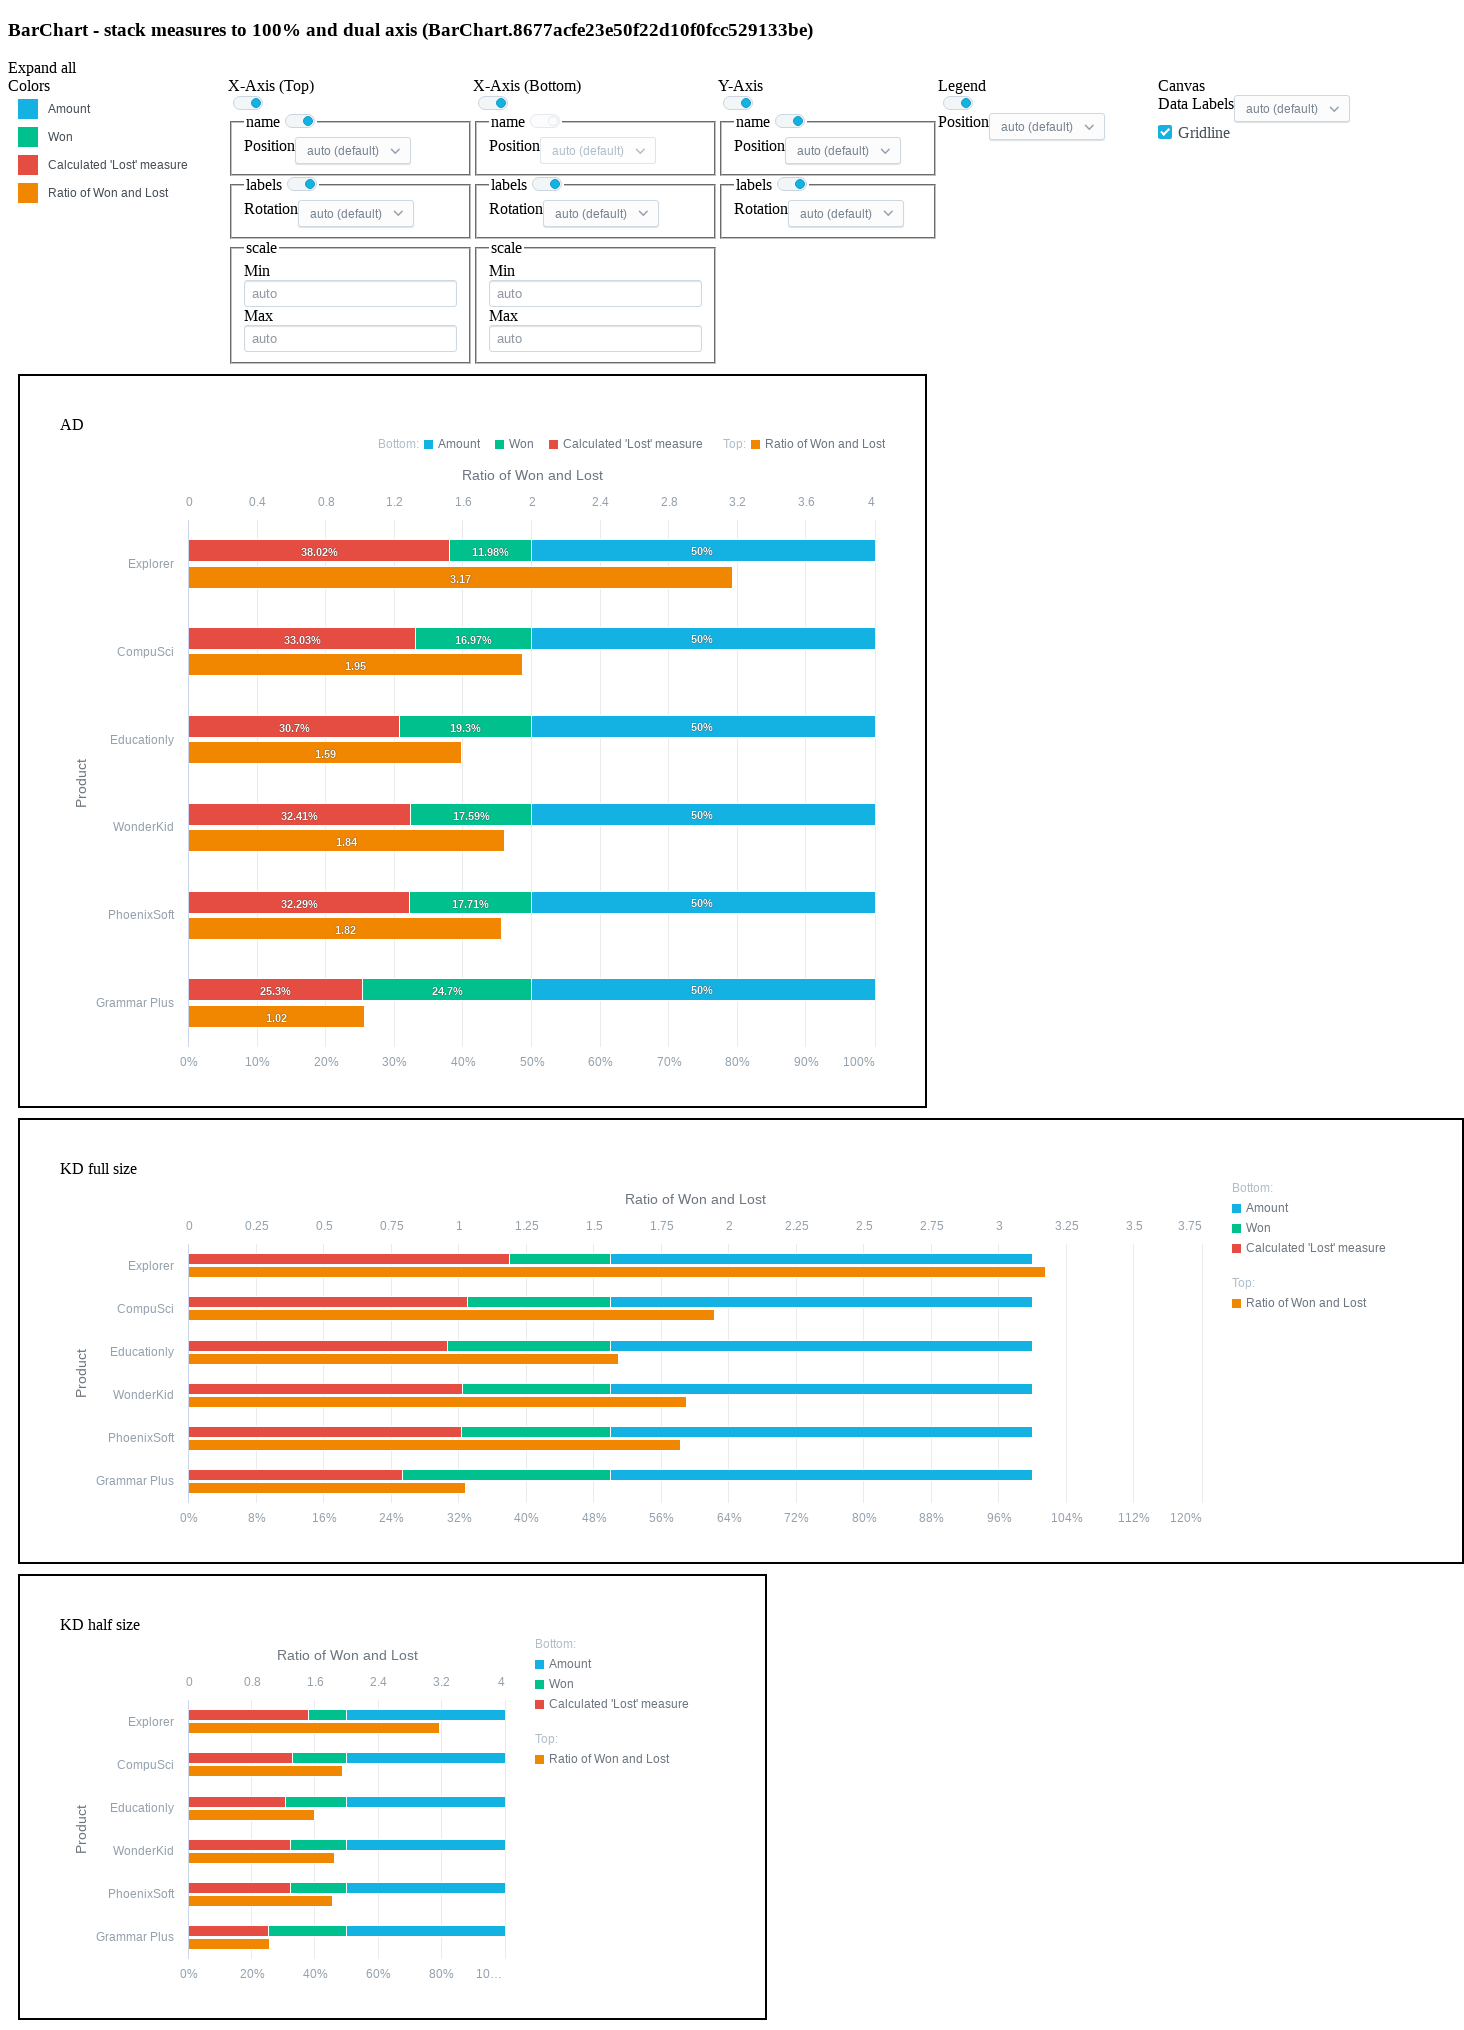 BarChart - stack measures to 100% and dual axis (BarChart.8677acfe23e50f22d10f0fcc529133be)
Expand all
Colors
Amount
Won
Calculated 'Lost' measure
Ratio of Won and Lost
X-Axis (Top)
name
Position auto (default)
labels
Rotation auto (default)
scale
Min
auto
Max
auto
X-Axis (Bottom)
name
Position auto (default)
labels
Rotation auto (default)
scale
Min
auto
Max
auto
Y-Axis
name
Position auto (default)
labels
Rotation auto (default)
Legend
Position auto (default)
Canvas
Data Labels auto (default)
Gridline
AD
Bottom: Amount Won Calculated 'Lost' measure Top: Ratio of Won and Lost
Ratio of Won and Lost
0 0.4 0.8 1.2 1.6 2 2.4 2.8 3.2 3.6 4
Product
Explorer 38.02% 11.98% 50%
3.17
CompuSci 33.03% 16.97% 50%
1.95
Educationly 30.7% 19.3% 50%
1.59
WonderKid 32.41% 17.59% 50%
1.84
PhoenixSoft 32.29% 17.71% 50%
1.82
Grammar Plus 25.3% 24.7% 50%
1.02
0% 10% 20% 30% 40% 50% 60% 70% 80% 90% 100%
KD full size
Ratio of Won and Lost
0 0.25 0.5 0.75 1 1.25 1.5 1.75 2 2.25 2.5 2.75 3 3.25 3.5 3.75
Product
Explorer
CompuSci
Educationly
WonderKid
PhoenixSoft
Grammar Plus
0% 8% 16% 24% 32% 40% 48% 56% 64% 72% 80% 88% 96% 104% 112% 120%
Bottom:
Amount
Won
Calculated 'Lost' measure
Top:
Ratio of Won and Lost
KD half size
Ratio of Won and Lost
0 0.8 1.6 2.4 3.2 4
Product
Explorer
CompuSci
Educationly
WonderKid
PhoenixSoft
Grammar Plus
0% 20% 40% 60% 80% 10…
Bottom:
Amount
Won
Calculated 'Lost' measure
Top:
Ratio of Won and Lost